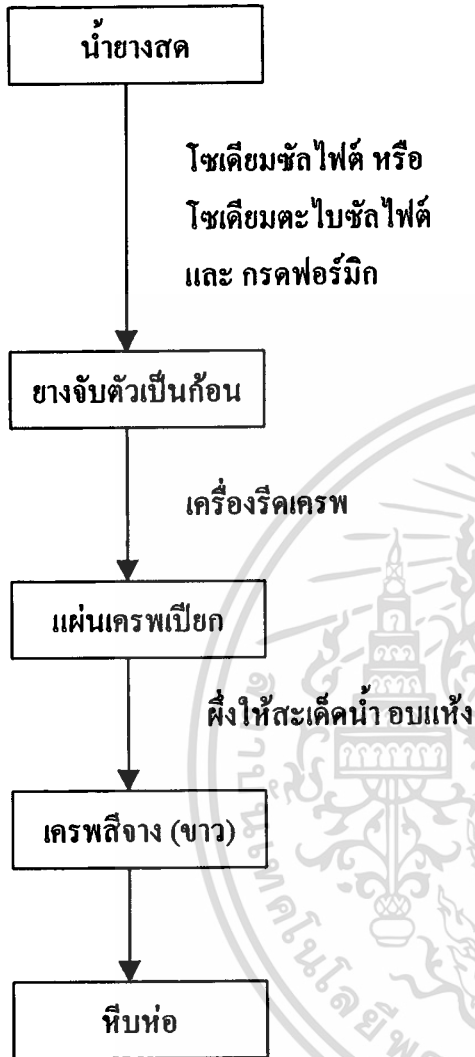 น้ำยางสด
โซเดียมซัลไฟต์ หรือ
โซเดียมตะไบซัลไฟต์
และ กรดฟอร์มิก
ยางจับตัวเป็นก้อน
เครื่องรีดเครพ
แผ่นเครพเปียก
ผึ่งให้สะเด็ดน้ำ อบแห้ง
เครพสีจาง (ขาว)
หีบห่อ